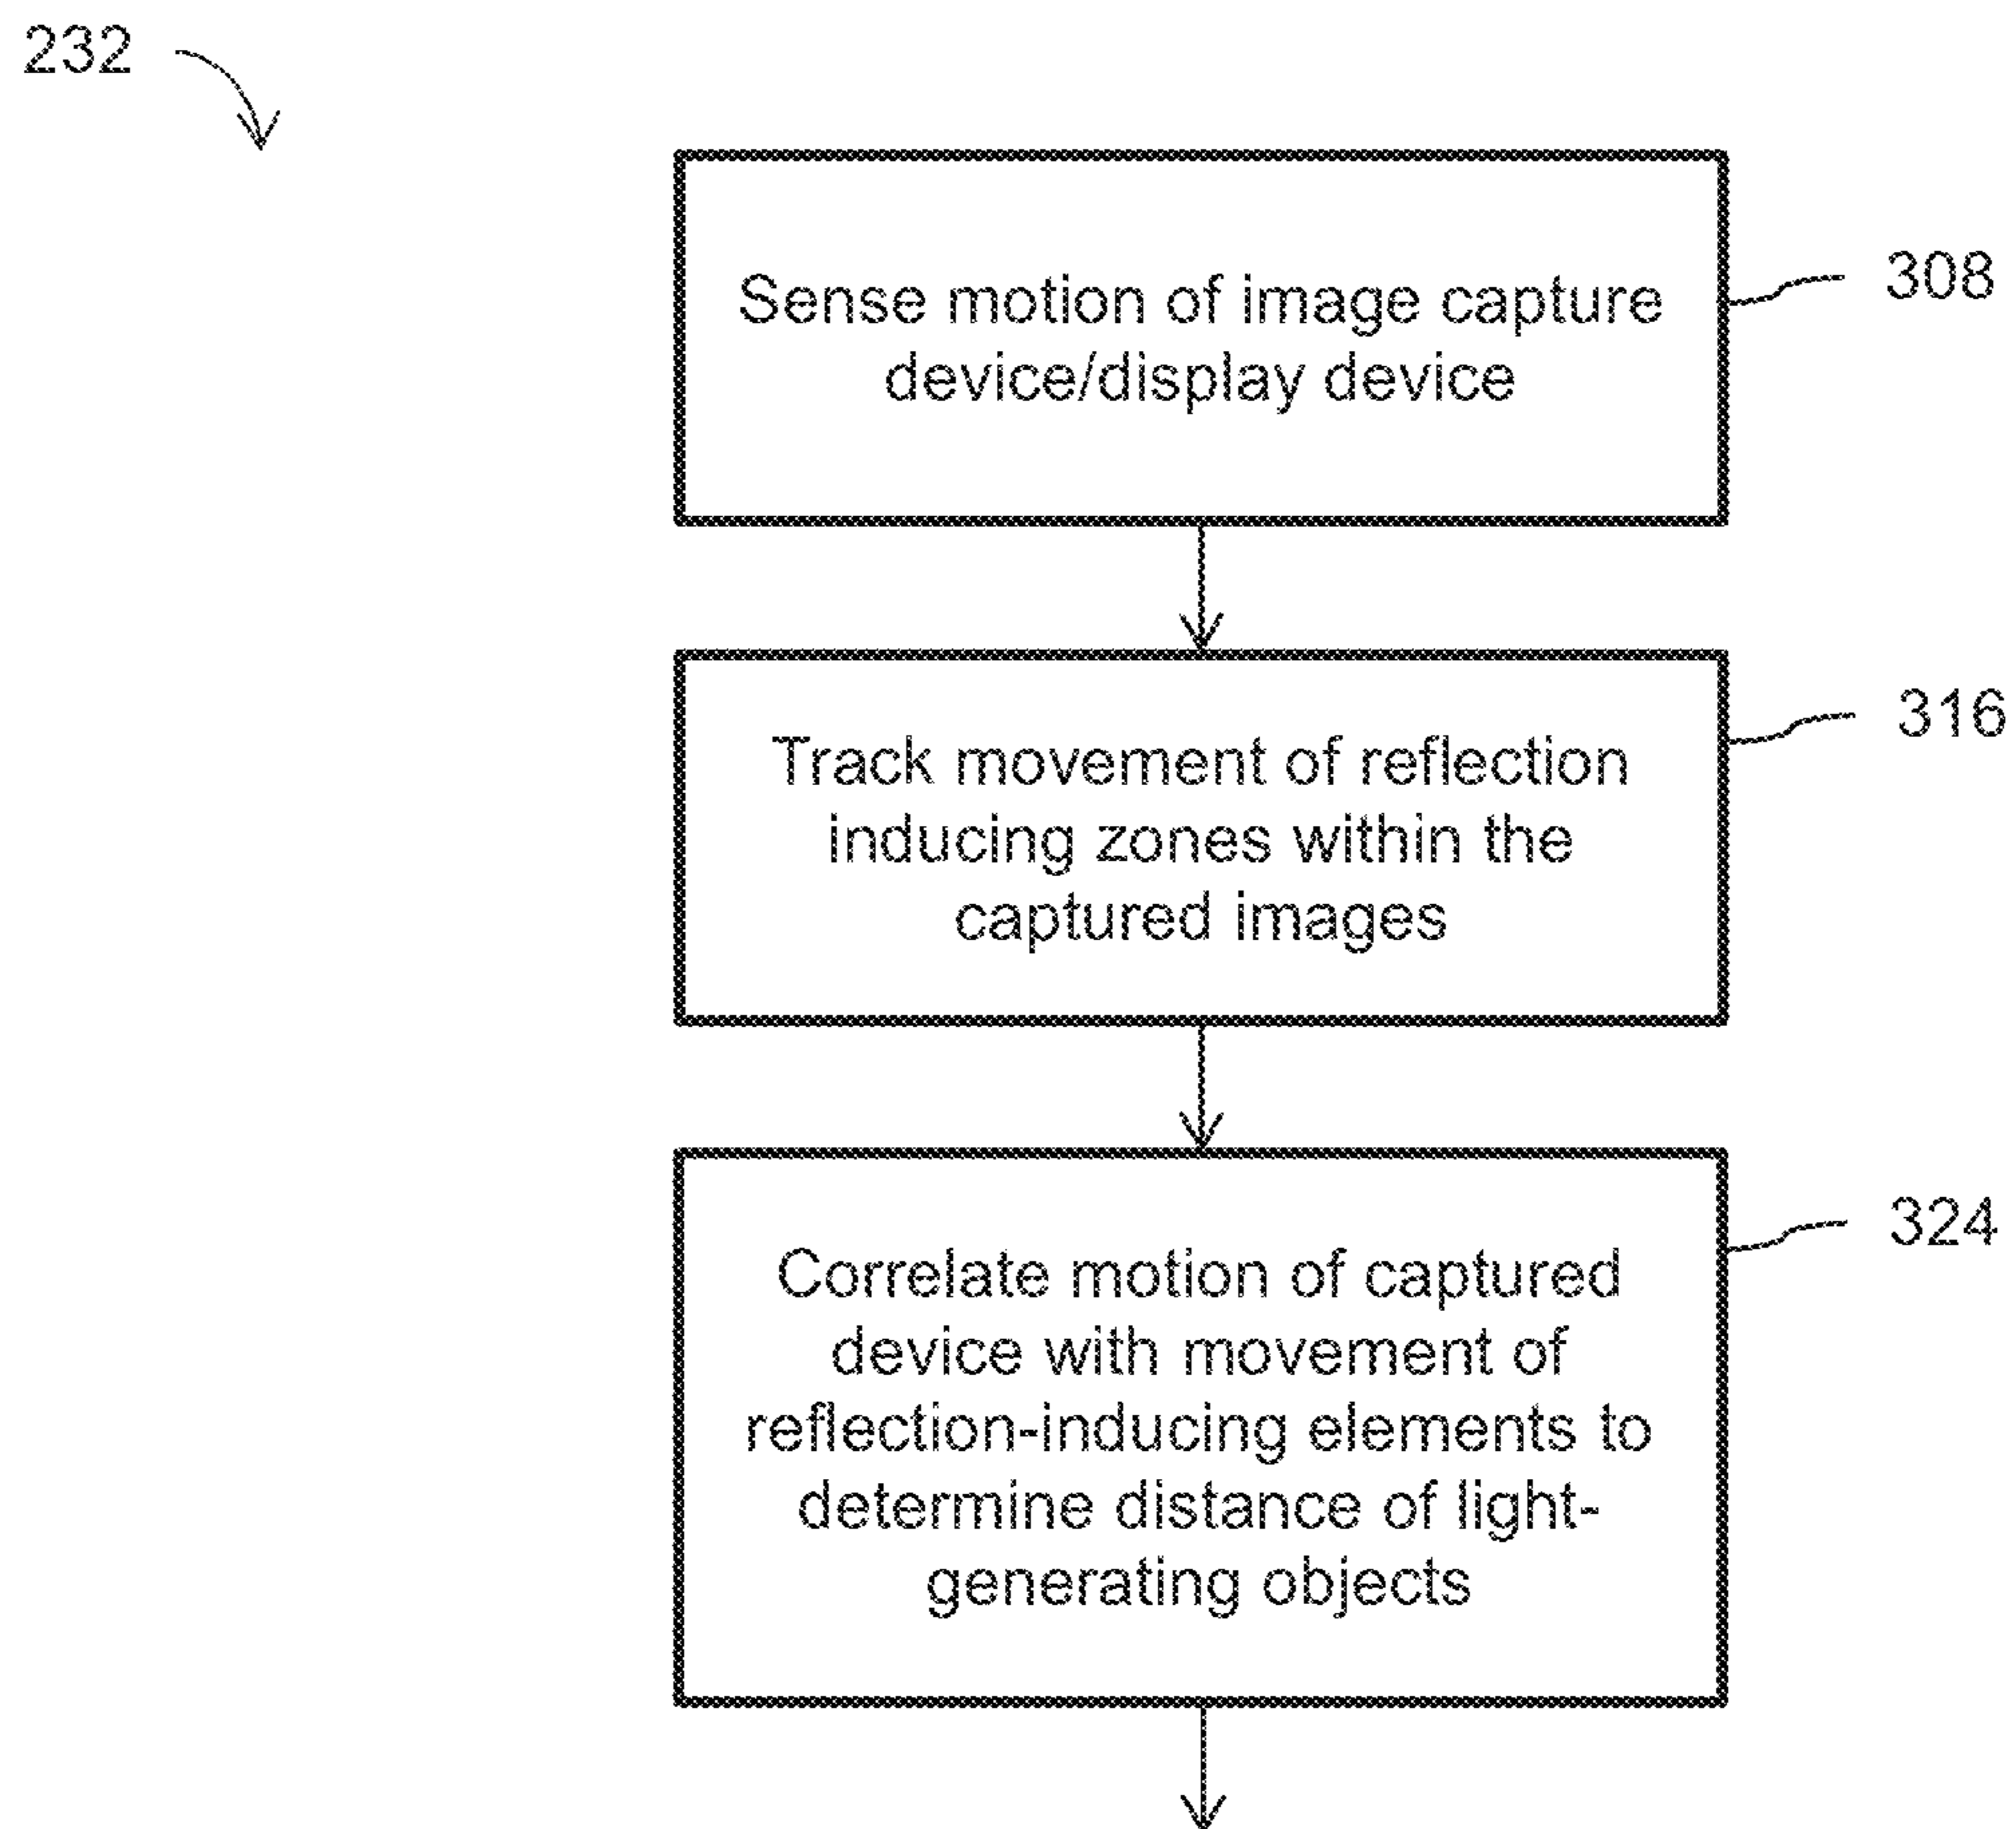 232
Sense motion of image capture
device/display device
308
Track movement of reflection
inducing zones within the
captured images
316
Correlate motion of captured
device with movement of
reflection-inducing elements to
determine distance of light-
generating objects
324